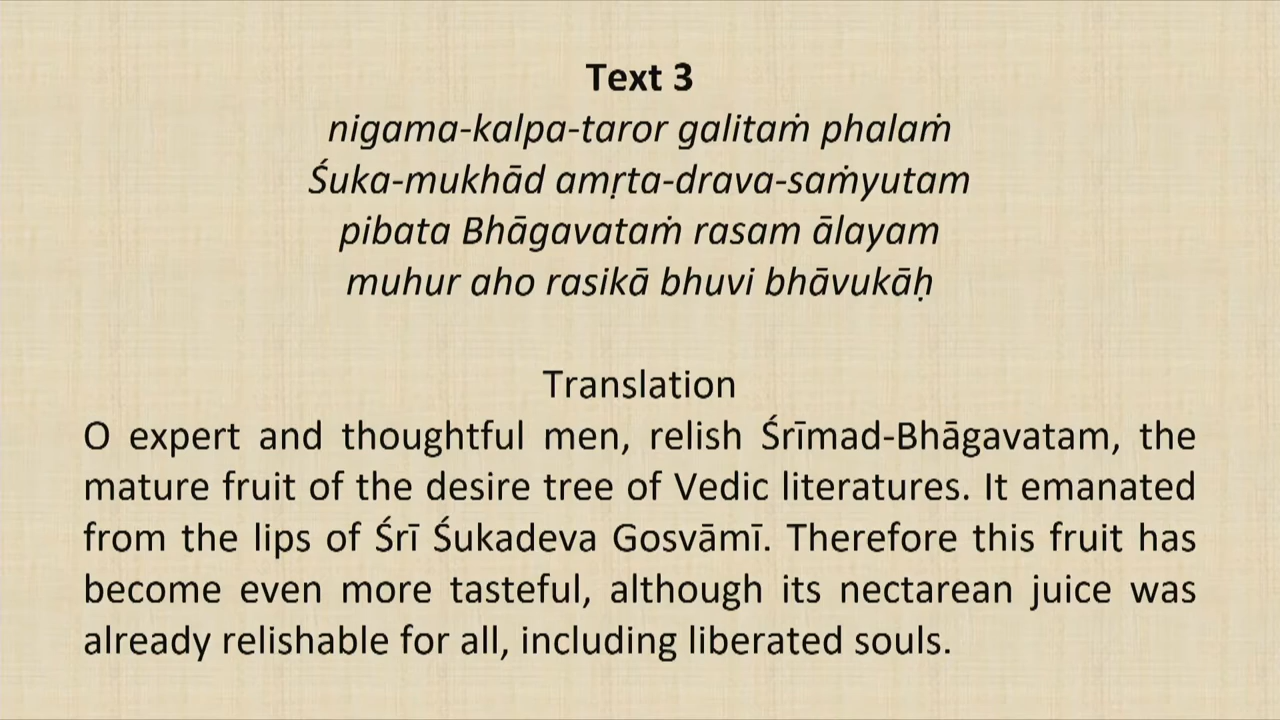 Text 3
nigama-kalpa-taror galitaṁ phalaṁ
Śuka-mukhād amṛta-drava-saṁyutam
pibata Bhāgavataṁ rasam ālayam
muhur aho rasikā bhuvi bhāvukāḥ
Translation
O expert and thoughtful men, relish Śrīmad-Bhāgavatam, the
mature fruit of the desire tree of Vedic literatures. It emanated
from the lips of Śrī Śukadeva Gosvāmī. Therefore this fruit has
become even more tasteful, although its nectarean juice was
already relishable for all, including liberated souls.